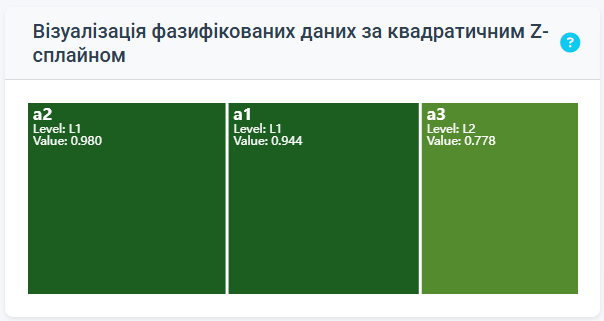 Візуалізація фазифікованих даних за квадратичним Z-
сплайном
?
a2
Level: L1
Value: 0.980
a1
Level: L1
Value: 0.944
a3
Level: L2
Value: 0.778